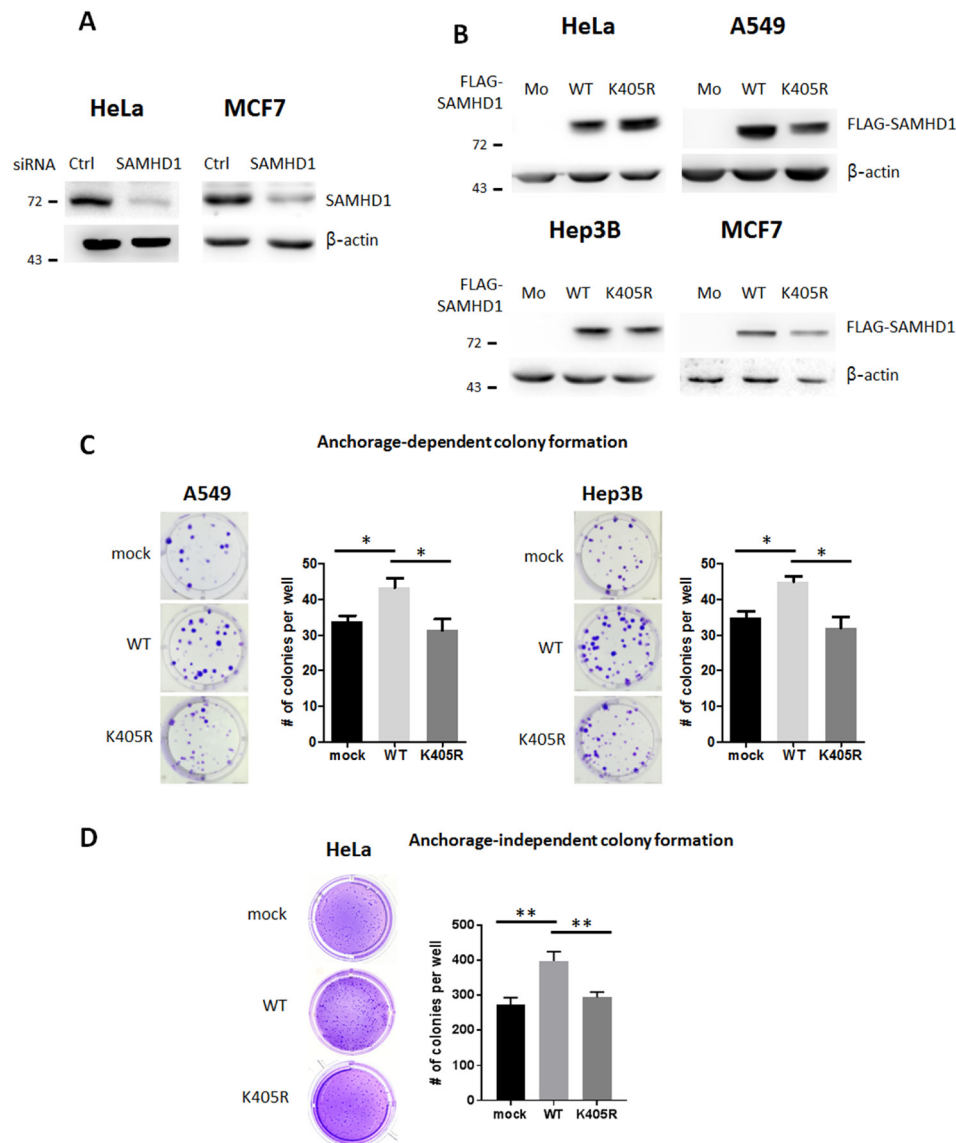 A
HeLa MCF7
siRNA Ctrl SAMHD1 Ctrl SAMHD1
72 SAMHD1
β-actin
43
B
HeLa A549
FLAG-
SAMHD1 Mo WT K405R Mo WT K405R
FLAG-SAMHD1
72
β-actin
43
Hep3B MCF7
FLAG-
SAMHD1 Mo WT K405R Mo WT K405R
FLAG-SAMHD1
72
β-actin
43
C
Anchorage-dependent colony formation
A549
mock
WT
K405R
# of colonies per well
50
40
30
20
10
0
* *
mock WT K405R
Hep3B
mock
WT
K405R
# of colonies per well
50
40
30
20
10
0
* *
mock WT K405R
D
Anchorage-independent colony formation
HeLa
mock
WT
K405R
# of colonies per well
500
400
300
200
100
0
** **
mock WT K405R